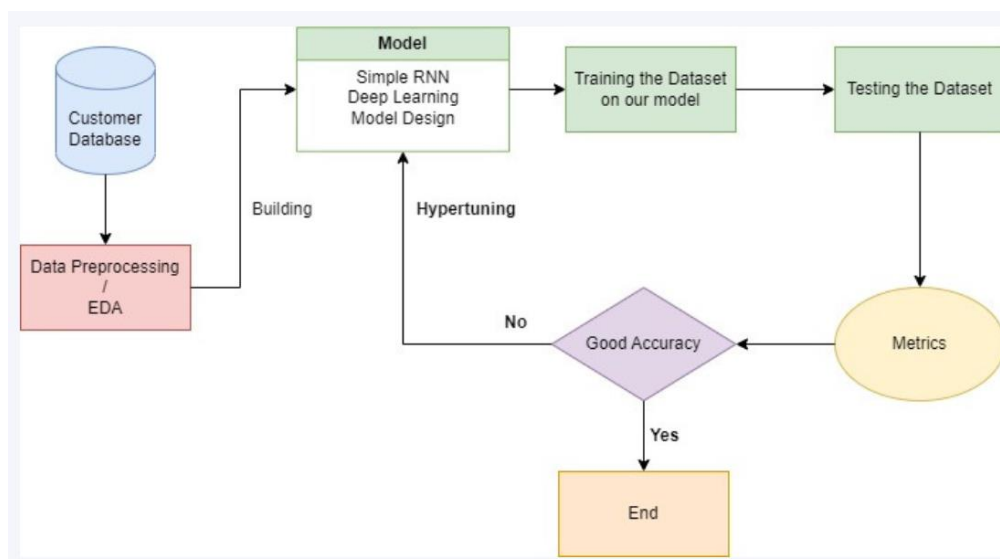 Customer
Database
Data Preprocessing
/
EDA
Building
Model
Simple RNN
Deep Learning
Model Design
Training the Dataset
on our model
Testing the Dataset
Metrics
Good Accuracy
No
Hypertuning
Yes
End